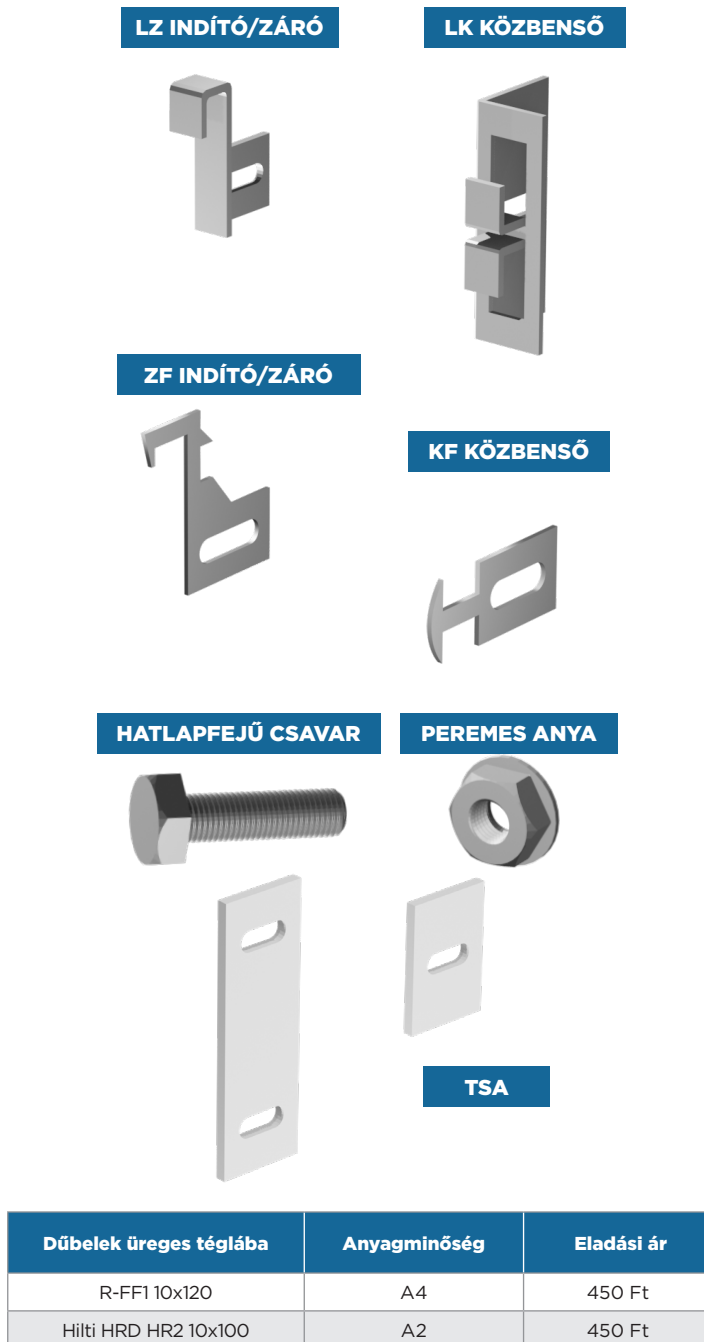 LZ INDÍTÓ/ZÁRÓ
LK KÖZBENSŐ
ZF INDÍTÓ/ZÁRÓ
KF KÖZBENSŐ
HATLAPFEJŰ CSAVAR
PEREMES ANYA
TSA
Dűbelek üreges téglába Anyagminőség Eladási ár
R-FF1 10x120 A4 450 Ft
Hilti HRD HR2 10x100 A2 450 Ft